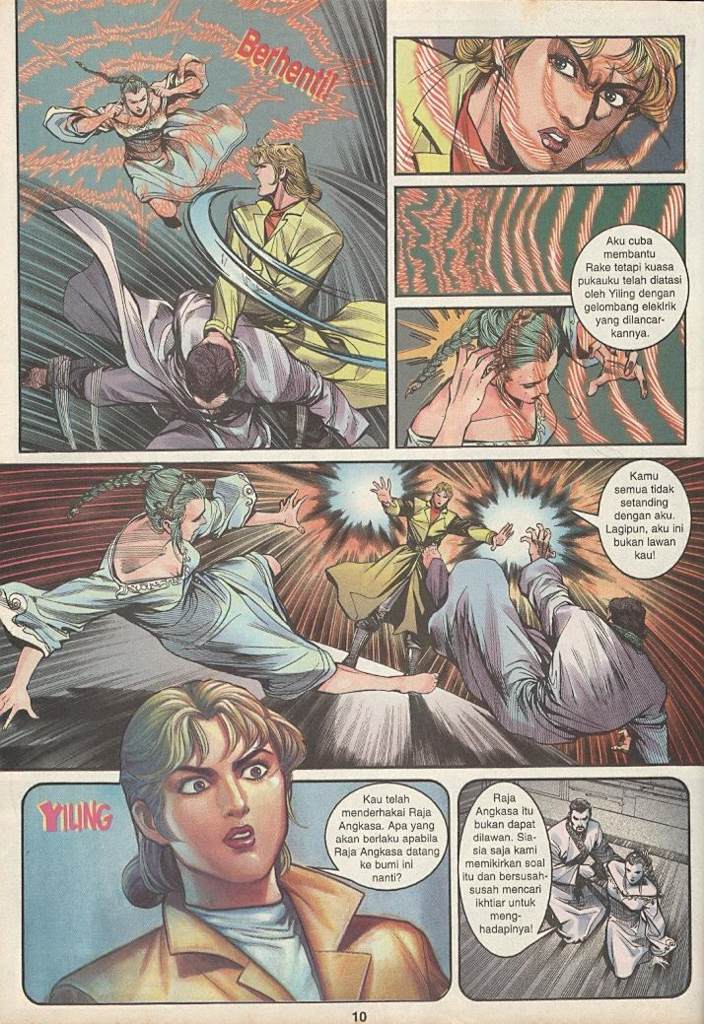 Berhenti!
Aku cuba
membantu
Rake tetapi kuasa
pukauku telah diatasi
oleh Yiling dengan
gelombang eleklrik
yang dilancar-
kannya.
Kamu
semua tidak
setanding
dengan aku.
Lagipun, aku ini
bukan lawan
kau!
YILING
Kau telah
menderhakai Raja
Angkasa. Apa yang
akan berlaku apabila
Raja Angkasa datang
ke bumi ini
nanti?
Raja
Angkasa itu
bukan dapat
dilawan. Sia-
sia saja kami
memikirkan soal
itu dan bersusah-
susah mencari
ikhtiar untuk
meng-
hadapinya!
10